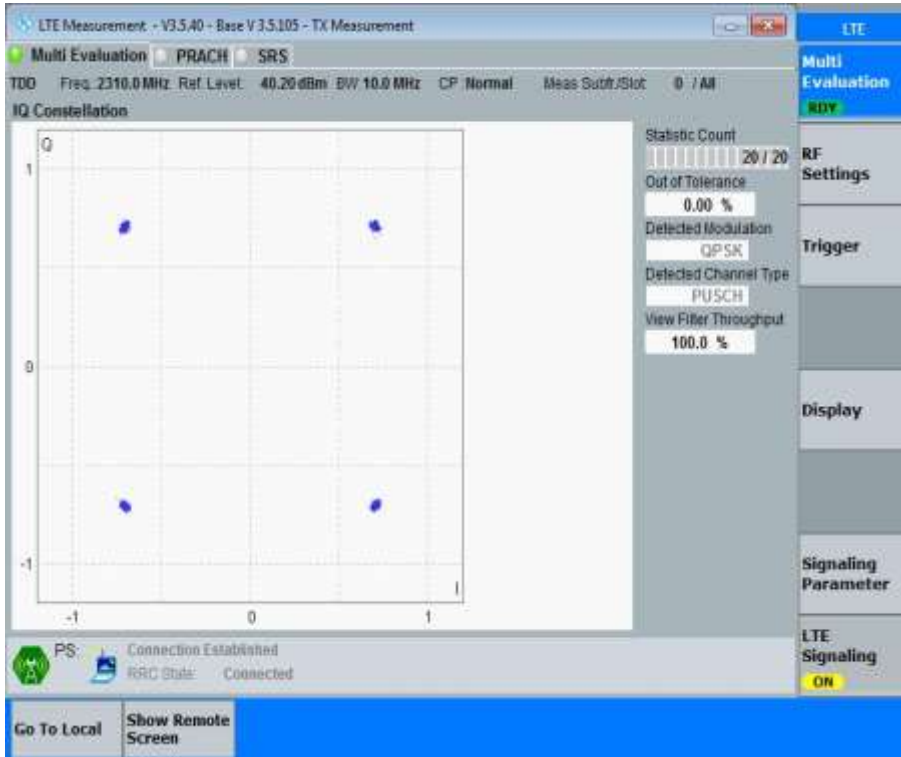 LTE Measurement - V3.5.40 - Base V 3.5.105 - TX Measurement
LTE
Multi Evaluation PRACH SRS
TDD Freq.:2310.0 MHz Ref. Level: 40.20 dBm BW:10.0 MHz CP:Normal Meas Subfr./Slot: 0 / All
IQ Constellation
Q
1
0
-1
I
-1 0 1
Statistic Count
20 / 20
Out of Tolerance
0.00 %
Detected Modulation
QPSK
Detected Channel Type
PUSCH
View Filter Throughput
100.0 %
Multi
Evaluation
RDY
RF
Settings
Trigger
Display
Signaling
Parameter
LTE
Signaling
ON
PS: Connection Established
RRC State: Connected
Go To Local
Show Remote
Screen